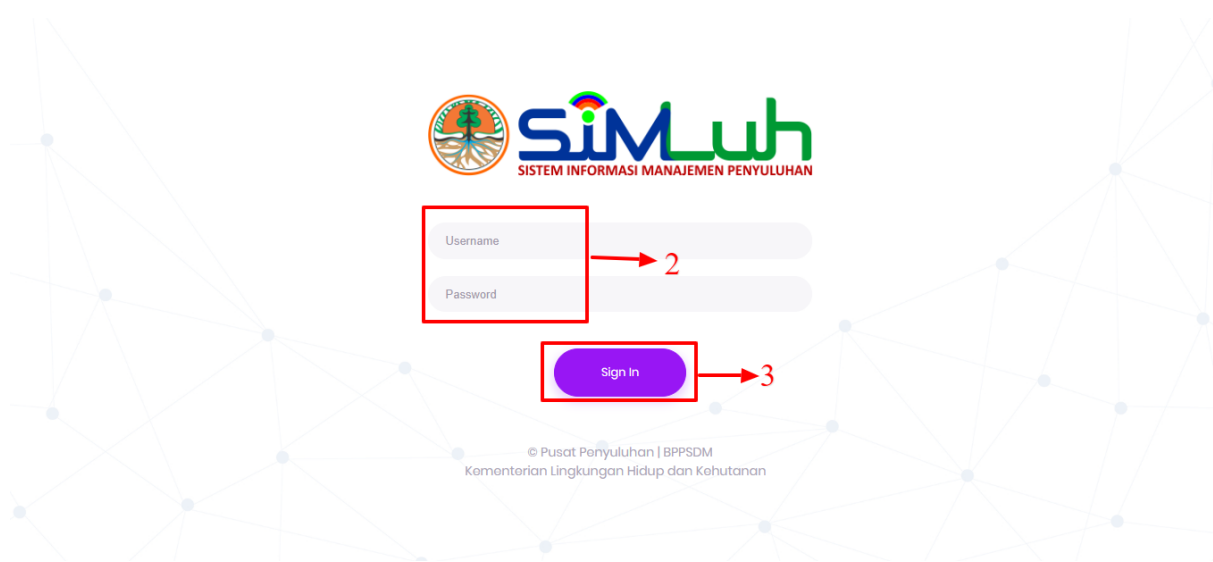 SiMLuh
SISTEM INFORMASI MANAJEMEN PENYULUHAN
Username
2
Password
Sign In
3
© Pusat Penyuluhan | BPPSDM
Kementerian Lingkungan Hidup dan Kehutanan